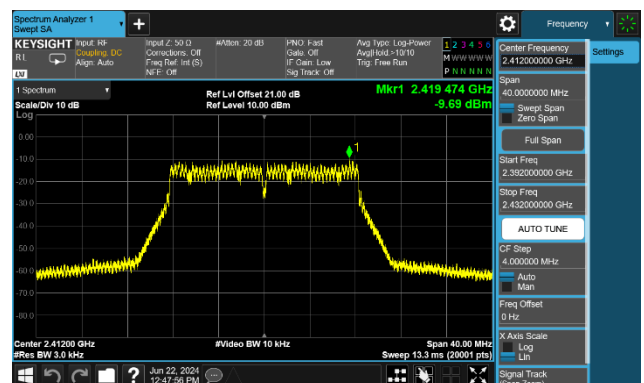 Spectrum Analyzer 1
Swept SA
Frequency
KEYSIGHT
R L
LV
Input: RF
Coupling: DC
Align: Auto
Input Z: 50 Ω
Corrections: Off
Freq Ref: Int (S)
NFE: Off
#Atten: 20 dB
PNO: Fast
Gate: Off
IF Gain: Low
Sig Track: Off
Avg Type: Log-Power
Avg|Hold:>10/10
Trig: Free Run
1 2 3 4 5 6
M W W W W W
P N N N N N
Center Frequency
2.412000000 GHz
Settings
Span
40.0000000 MHz
Swept Span
Zero Span
Full Span
Start Freq
2.392000000 GHz
Stop Freq
2.432000000 GHz
AUTO TUNE
CF Step
4.000000 MHz
Auto
Man
Freq Offset
0 Hz
X Axis Scale
Log
Lin
Signal Track
(Span Zoom)
1 Spectrum
Scale/Div 10 dB
Log
Ref Lvl Offset 21.00 dB
Ref Level 10.00 dBm
Mkr1 2.419 474 GHz
-9.69 dBm
1
0.00
-10.0
-20.0
-30.0
-40.0
-50.0
-60.0
-70.0
-80.0
Center 2.41200 GHz
#Res BW 3.0 kHz
#Video BW 10 kHz
Span 40.00 MHz
Sweep 13.3 ms (20001 pts)
?
Jun 22, 2024
12:47:56 PM